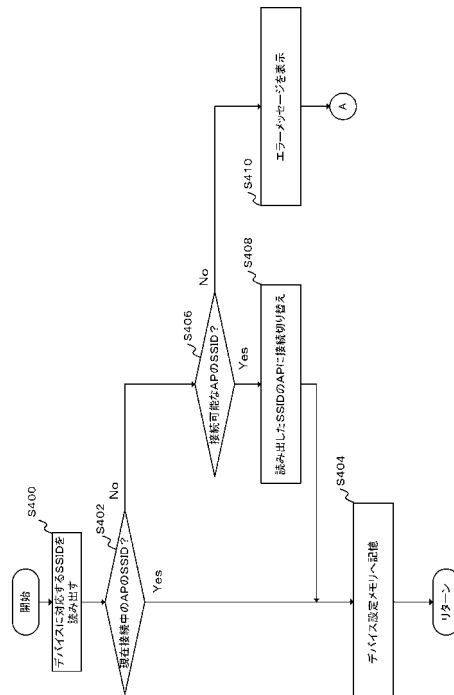 開始
S400
デバイスに対応するSSIDを
読み出す
S402
現在接続中のAPのSSID?
No
Yes
S406
接続可能なAPのSSID?
No
Yes
S408
読み出したSSIDのAPに接続切り替え
S410
エラーメッセージを表示
A
S404
デバイス設定メモリへ記憶
リターン